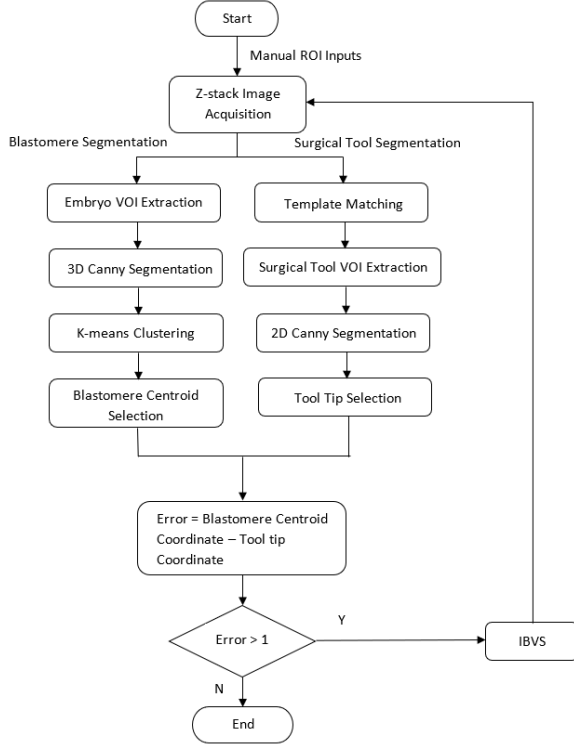 Start
Manual ROI Inputs
Z-stack Image
Acquisition
Blastomere Segmentation
Surgical Tool Segmentation
Embryo VOI Extraction
Template Matching
3D Canny Segmentation
Surgical Tool VOI Extraction
K-means Clustering
2D Canny Segmentation
Blastomere Centroid
Selection
Tool Tip Selection
Error = Blastomere Centroid
Coordinate – Tool tip
Coordinate
Error > 1
Y
IBVS
N
End